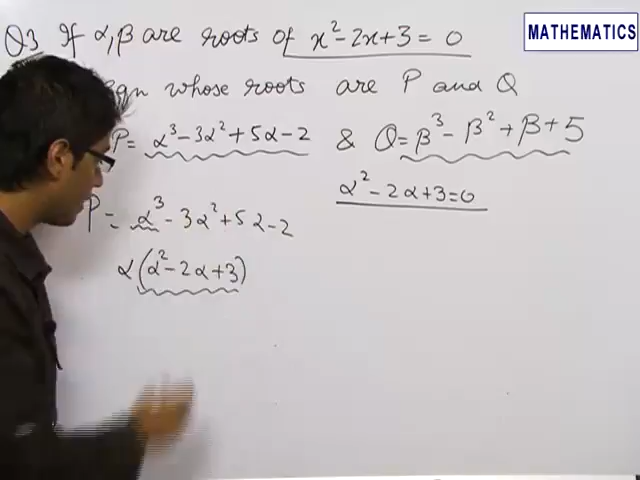 Q3 If α, β are roots of x² - 2x + 3 = 0
MATHEMATICS
eqn whose roots are P and Q
P = α³ - 3α² + 5α - 2 & Q = β³ - β² + β + 5
α² - 2α + 3 = 0
P = α³ - 3α² + 5α - 2
α(α² - 2α + 3)